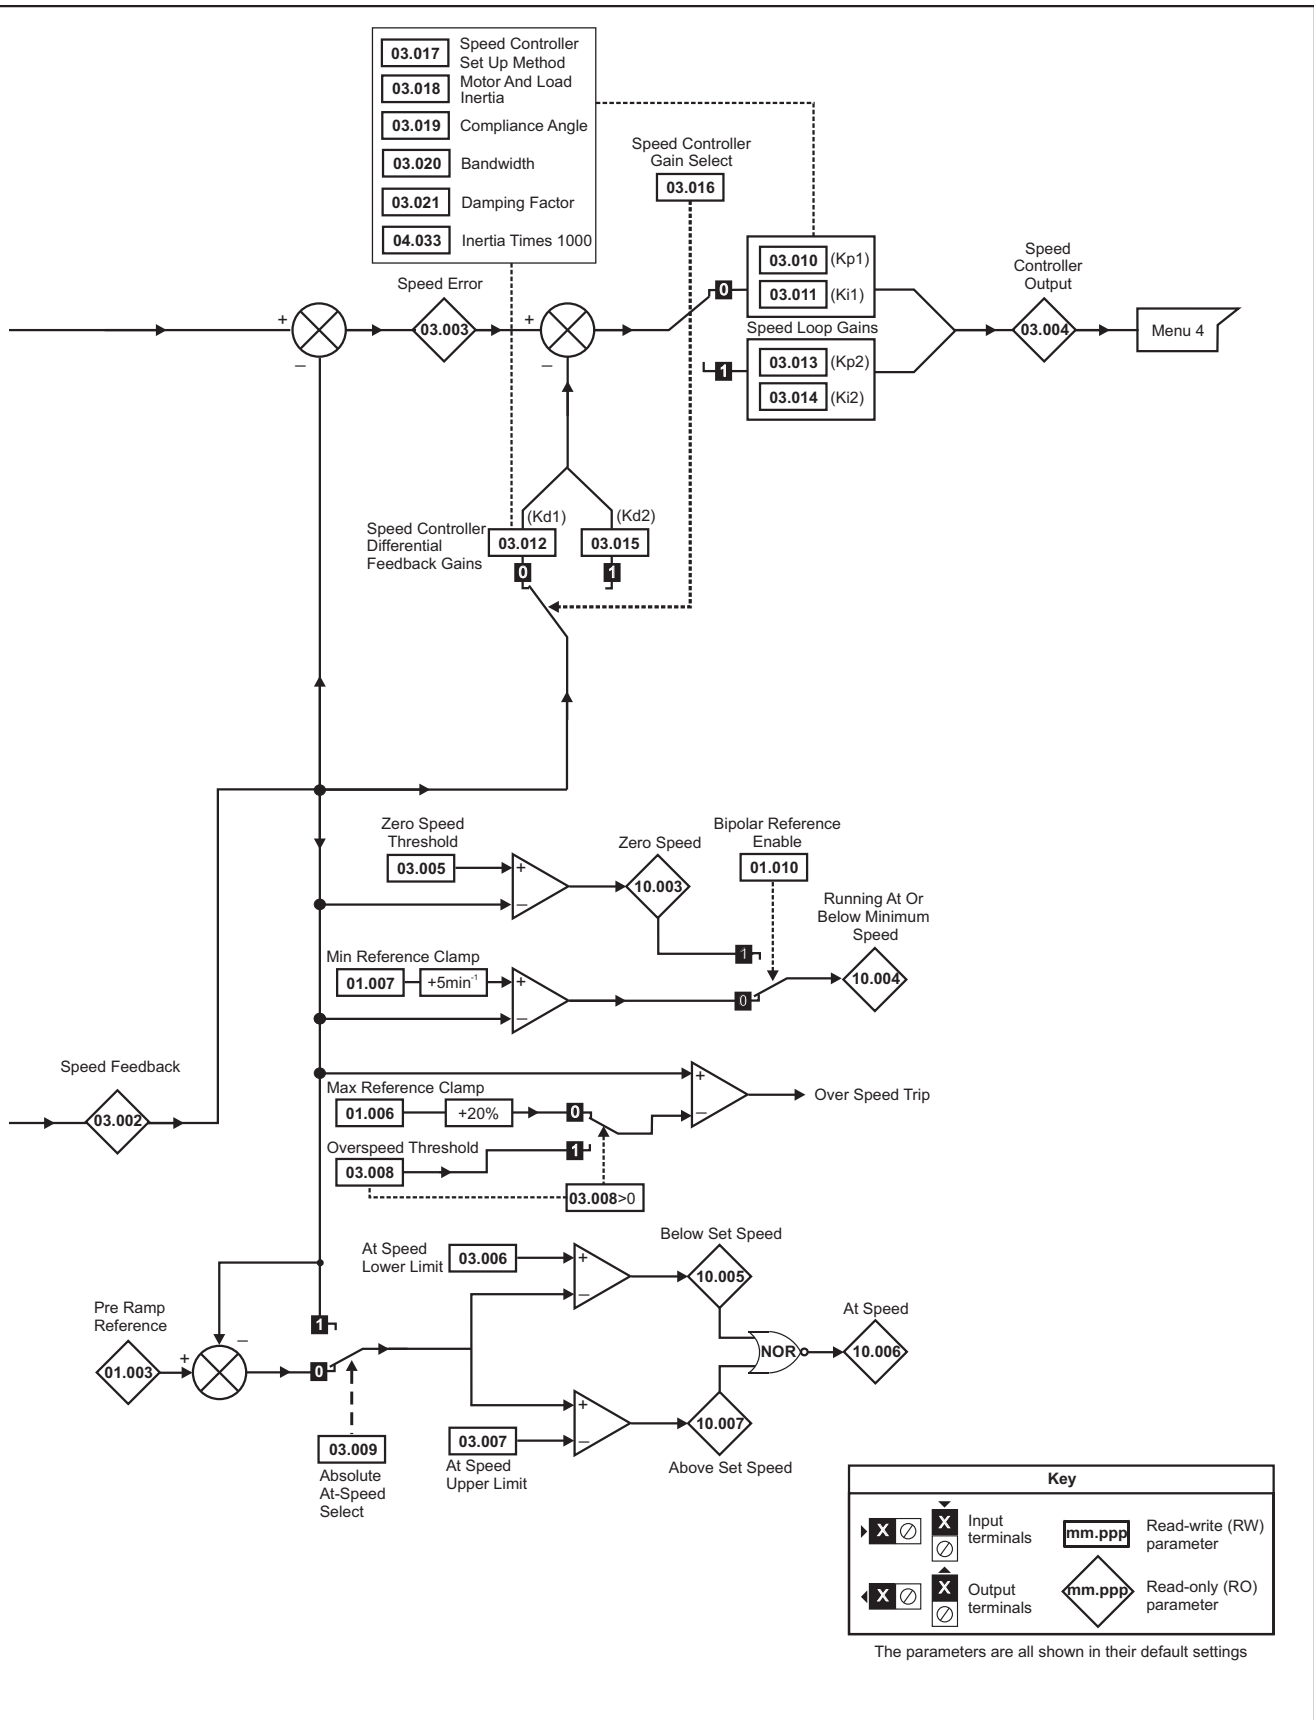 03.017 Speed Controller
Set Up Method
03.018 Motor And Load
Inertia
03.019 Compliance Angle
03.020 Bandwidth
03.021 Damping Factor
04.033 Inertia Times 1000
Speed Controller
Gain Select
03.016
Speed Error
+
03.003
+
–
–
0
03.010 (Kp1)
03.011 (Ki1)
Speed Loop Gains
1
03.013 (Kp2)
03.014 (Ki2)
Speed
Controller
Output
03.004
Menu 4
(Kd1)
(Kd2)
Speed Controller
Differential
Feedback Gains
03.012
03.015
0
1
Zero Speed
Threshold
03.005
+
–
Zero Speed
10.003
Bipolar Reference
Enable
01.010
Running At Or
Below Minimum
Speed
1
0
10.004
Min Reference Clamp
01.007
+5min-1
+
–
Speed Feedback
03.002
Max Reference Clamp
01.006
+20%
0
+
–
Over Speed Trip
Overspeed Threshold
03.008
1
03.008>0
At Speed
Lower Limit
03.006
+
–
Below Set Speed
10.005
Pre Ramp
Reference
01.003
+
–
1
0
NOR
At Speed
10.006
+
–
10.007
Above Set Speed
03.007
At Speed
Upper Limit
03.009
Absolute
At-Speed
Select
Key
X
X
Input
terminals
mm.ppp
Read-write (RW)
parameter
X
X
Output
terminals
mm.ppp
Read-only (RO)
parameter
The parameters are all shown in their default settings